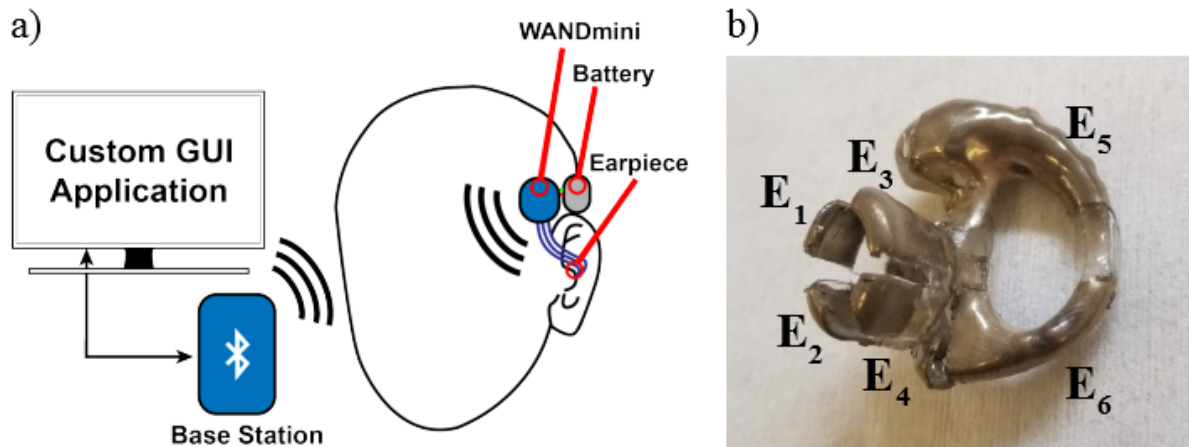 a)
WANDmini
Battery
Earpiece
Custom GUI
Application
Base Station
b)
E₁
E₂
E₃
E₄
E₅
E₆